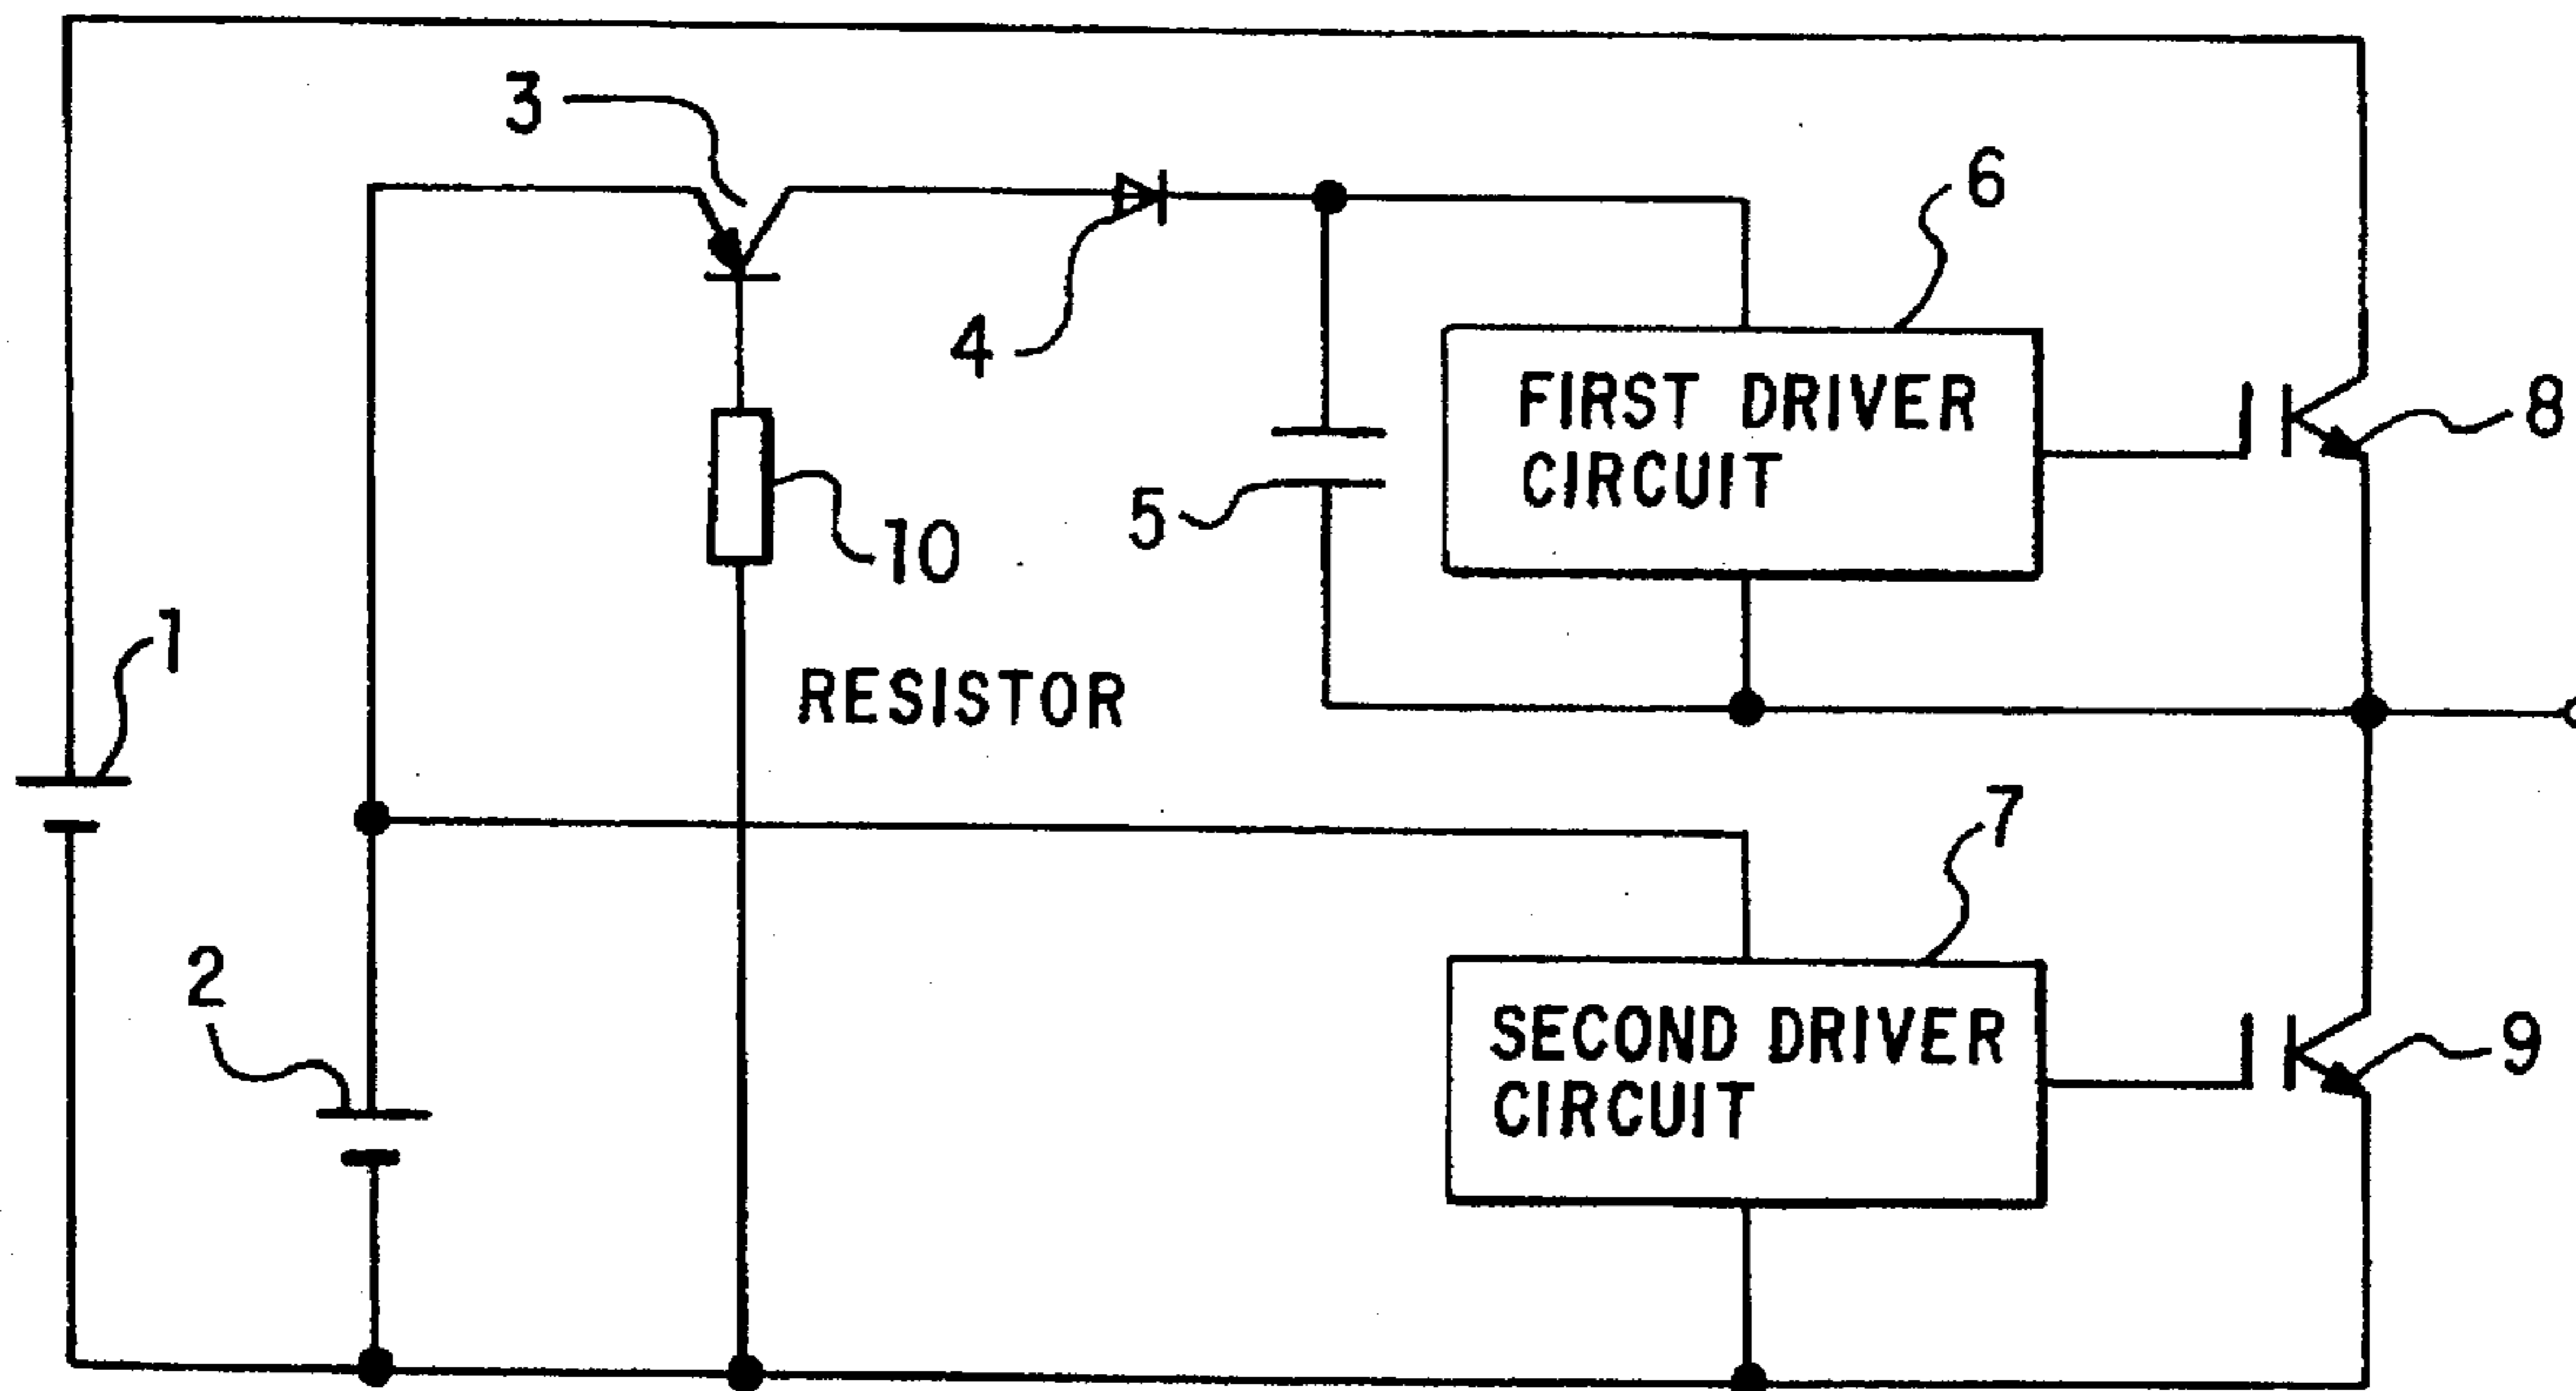 3
6
4
FIRST DRIVER
CIRCUIT
8
5
10
1
RESISTOR
7
2
SECOND DRIVER
CIRCUIT
9